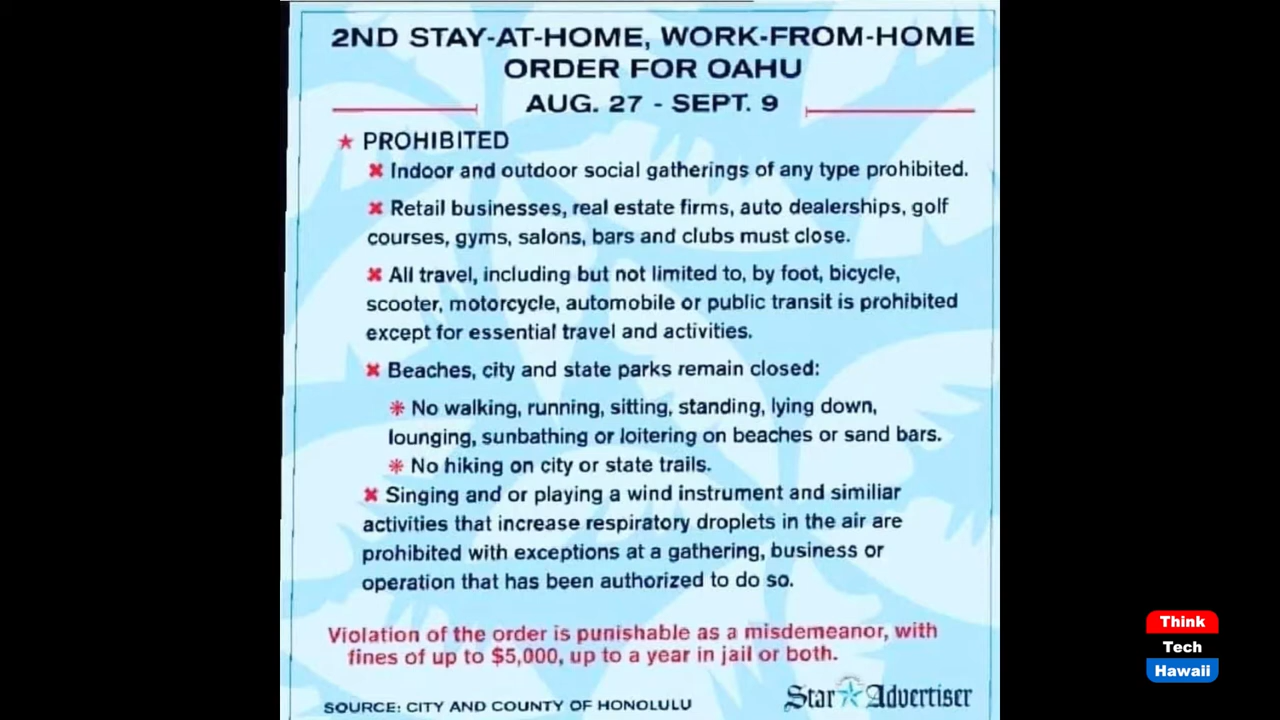 2ND STAY-AT-HOME, WORK-FROM-HOME
ORDER FOR OAHU
AUG. 27 - SEPT. 9
PROHIBITED
Indoor and outdoor social gatherings of any type prohibited.
Retail businesses, real estate firms, auto dealerships, golf
courses, gyms, salons, bars and clubs must close.
All travel, including but not limited to, by foot, bicycle,
scooter, motorcycle, automobile or public transit is prohibited
except for essential travel and activities.
Beaches, city and state parks remain closed:
No walking, running, sitting, standing, lying down,
lounging, sunbathing or loitering on beaches or sand bars.
No hiking on city or state trails.
Singing and or playing a wind instrument and similiar
activities that increase respiratory droplets in the air are
prohibited with exceptions at a gathering, business or
operation that has been authorized to do so.
Violation of the order is punishable as a misdemeanor, with
fines of up to $5,000, up to a year in jail or both.
SOURCE: CITY AND COUNTY OF HONOLULU
Star Advertiser
Think
Tech
Hawaii